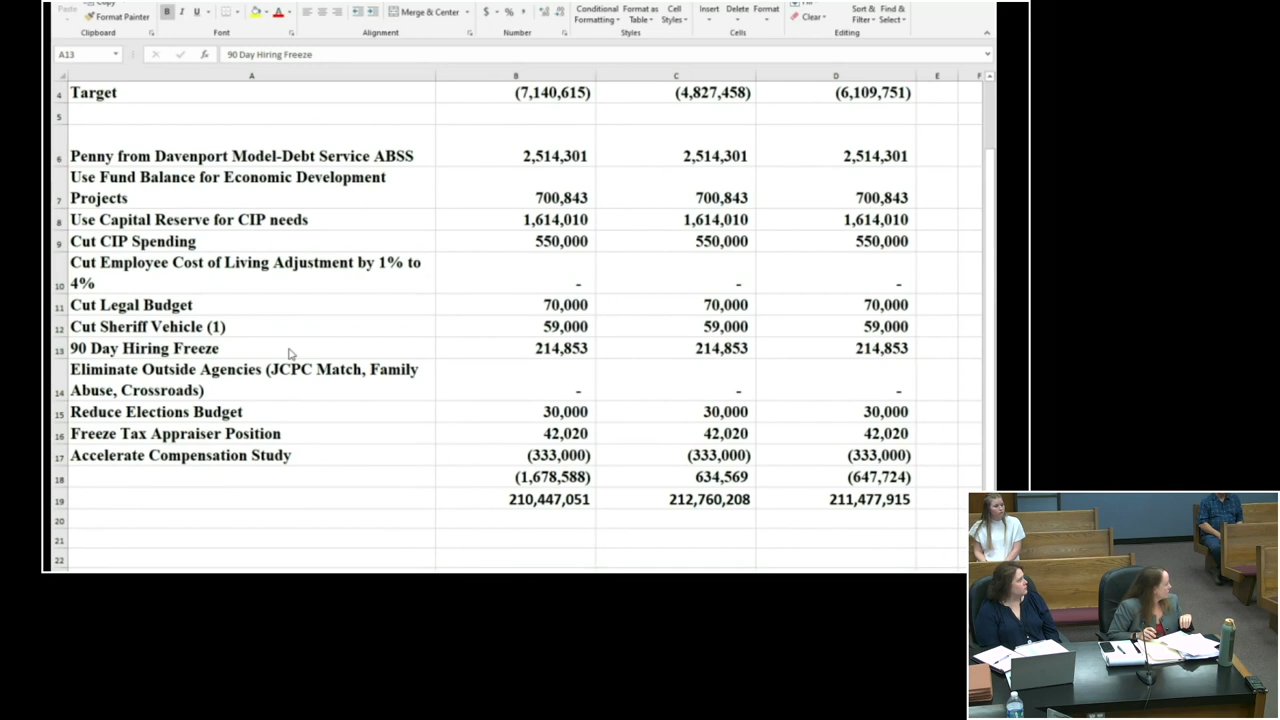 Copy
Paste
Format Painter
B I U
A
Merge & Center
$ % ,
Conditional Format as Cell
Formatting Table Styles
Insert Delete Format
Clear
Sort & Find &
Filter Select
Clipboard Font Alignment Number Styles Cells Editing
A13 fx 90 Day Hiring Freeze
A B C D E F
4 Target (7,140,615) (4,827,458) (6,109,751)
5
6 Penny from Davenport Model-Debt Service ABSS 2,514,301 2,514,301 2,514,301
Use Fund Balance for Economic Development
7 Projects 700,843 700,843 700,843
8 Use Capital Reserve for CIP needs 1,614,010 1,614,010 1,614,010
9 Cut CIP Spending 550,000 550,000 550,000
Cut Employee Cost of Living Adjustment by 1% to
10 4% - - -
11 Cut Legal Budget 70,000 70,000 70,000
12 Cut Sheriff Vehicle (1) 59,000 59,000 59,000
13 90 Day Hiring Freeze 214,853 214,853 214,853
Eliminate Outside Agencies (JCPC Match, Family
14 Abuse, Crossroads) - - -
15 Reduce Elections Budget 30,000 30,000 30,000
16 Freeze Tax Appraiser Position 42,020 42,020 42,020
17 Accelerate Compensation Study (333,000) (333,000) (333,000)
18 (1,678,588) 634,569 (647,724)
19 210,447,051 212,760,208 211,477,915
20
21
22